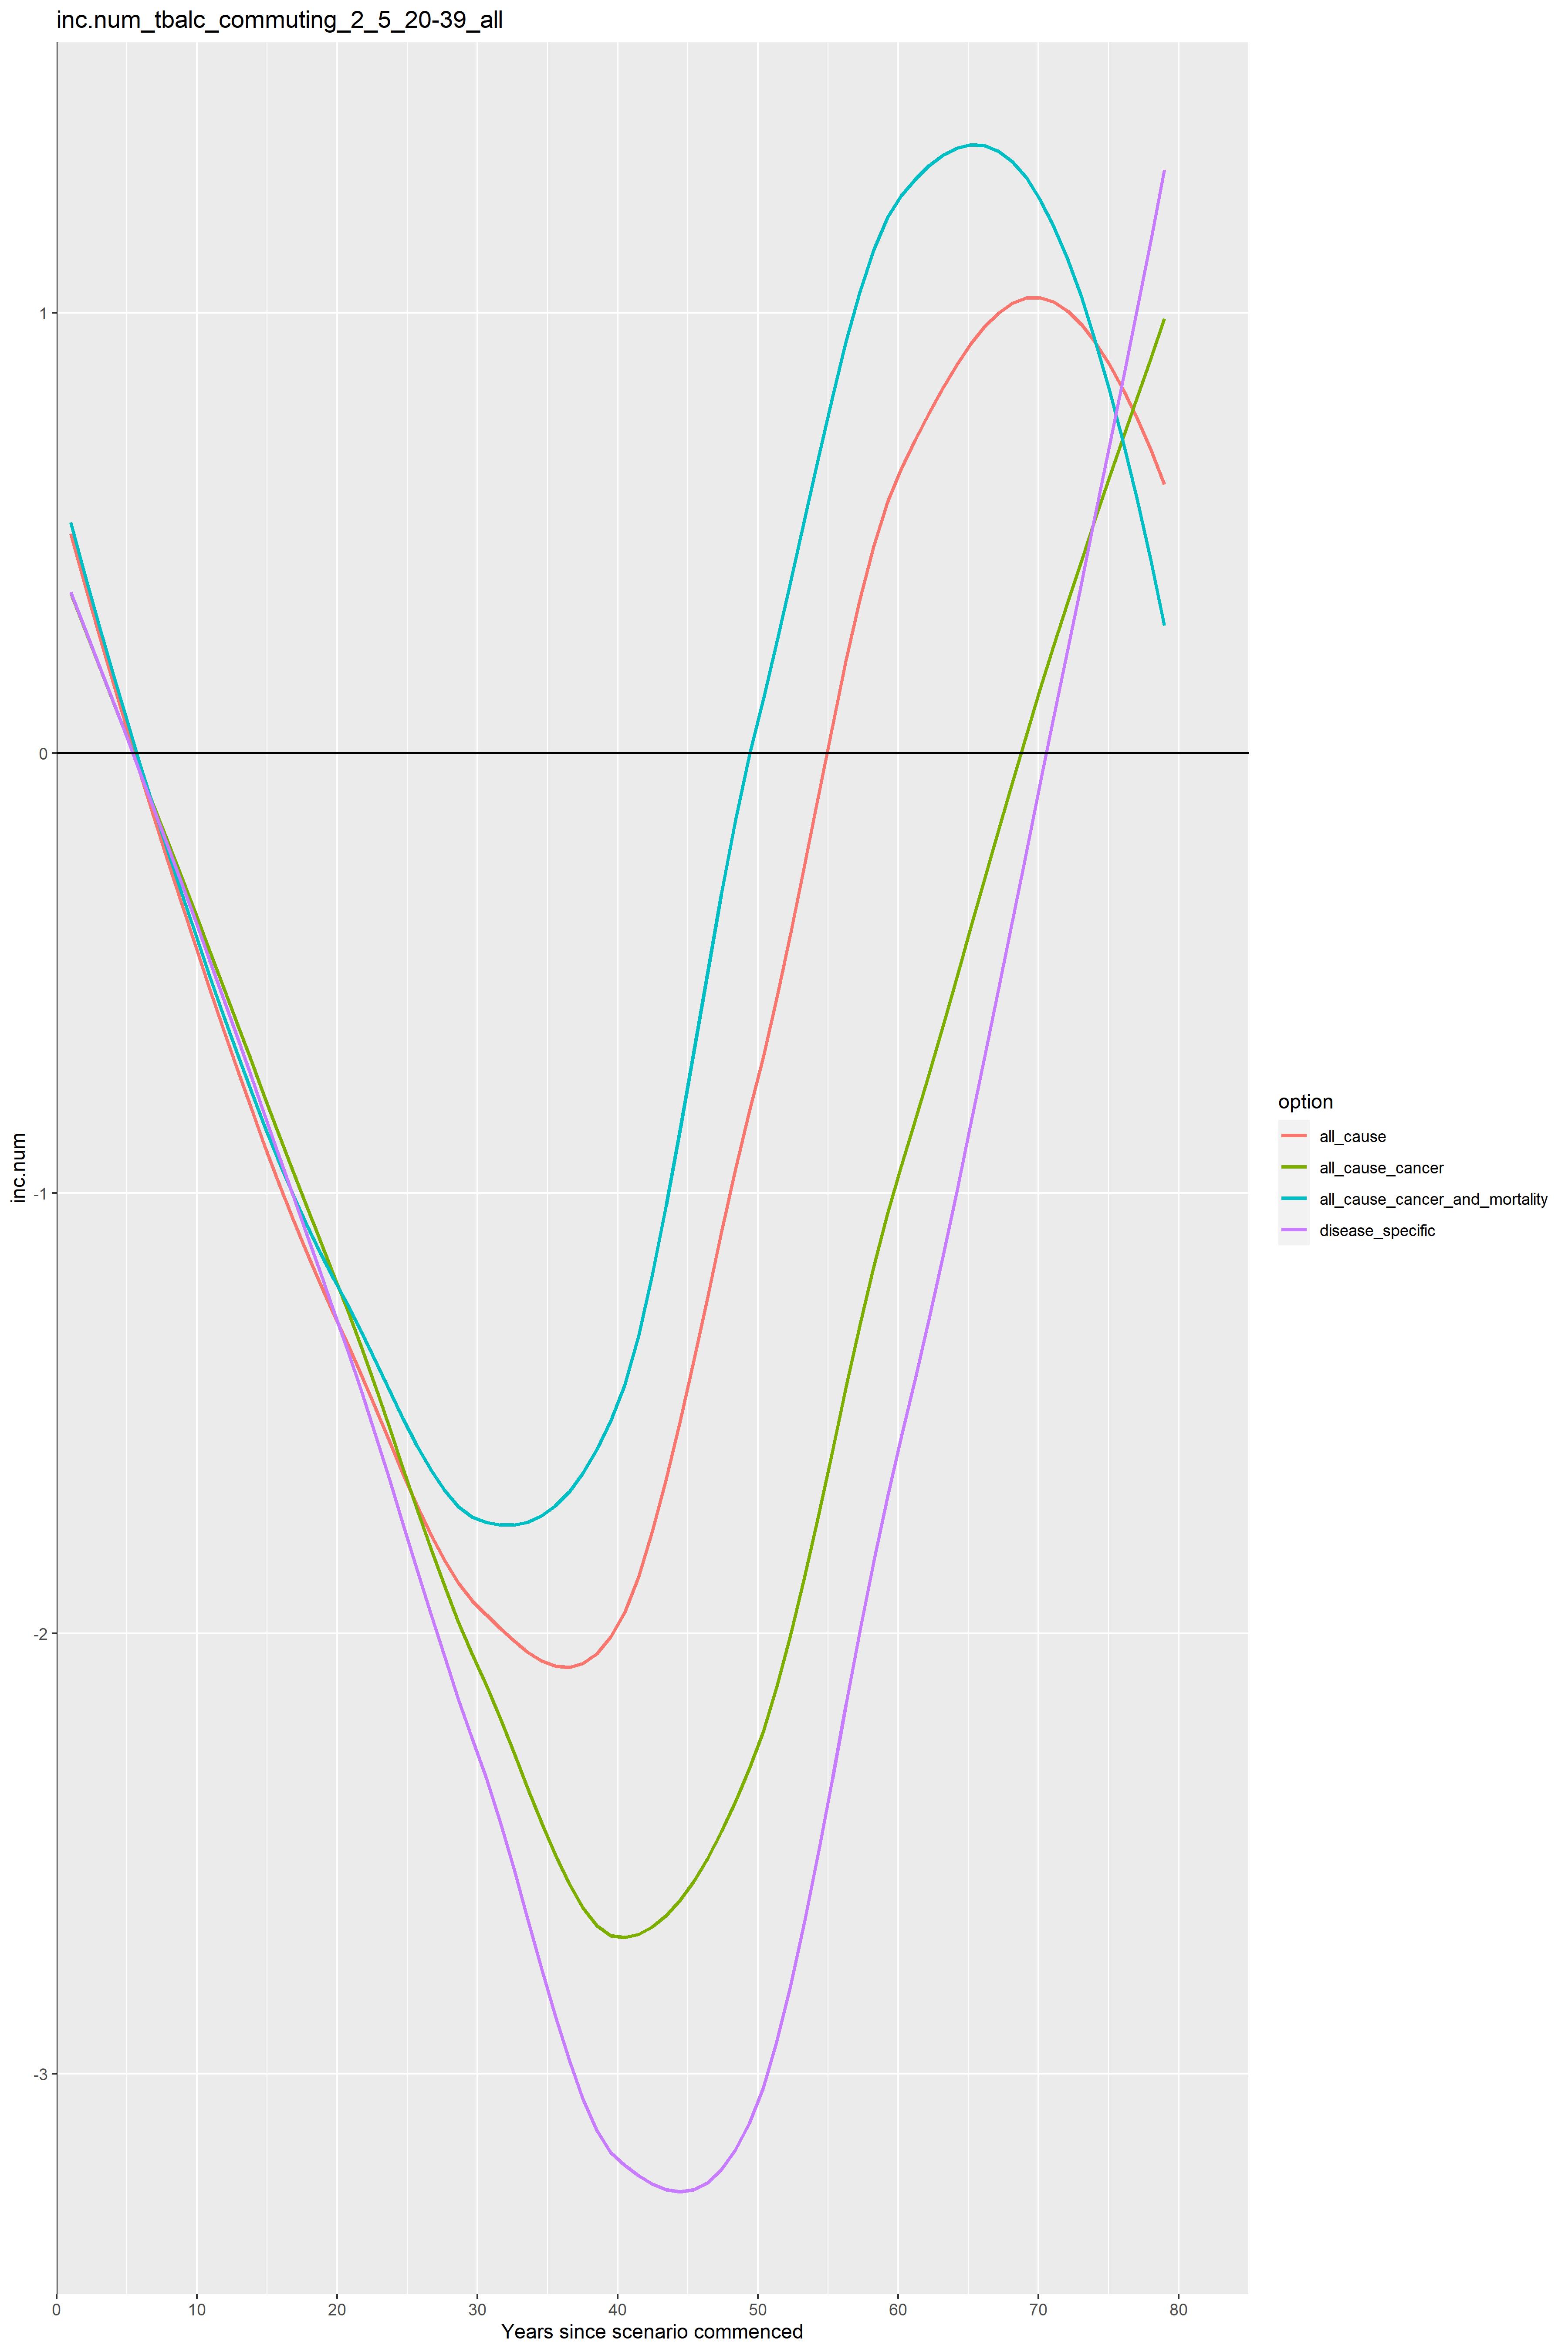 inc.num_tbalc_commuting_2_5_20-39_all
1
0
-1
-2
-3
inc.num
0 10 20 30 40 50 60 70 80
Years since scenario commenced
option
all_cause
all_cause_cancer
all_cause_cancer_and_mortality
disease_specific